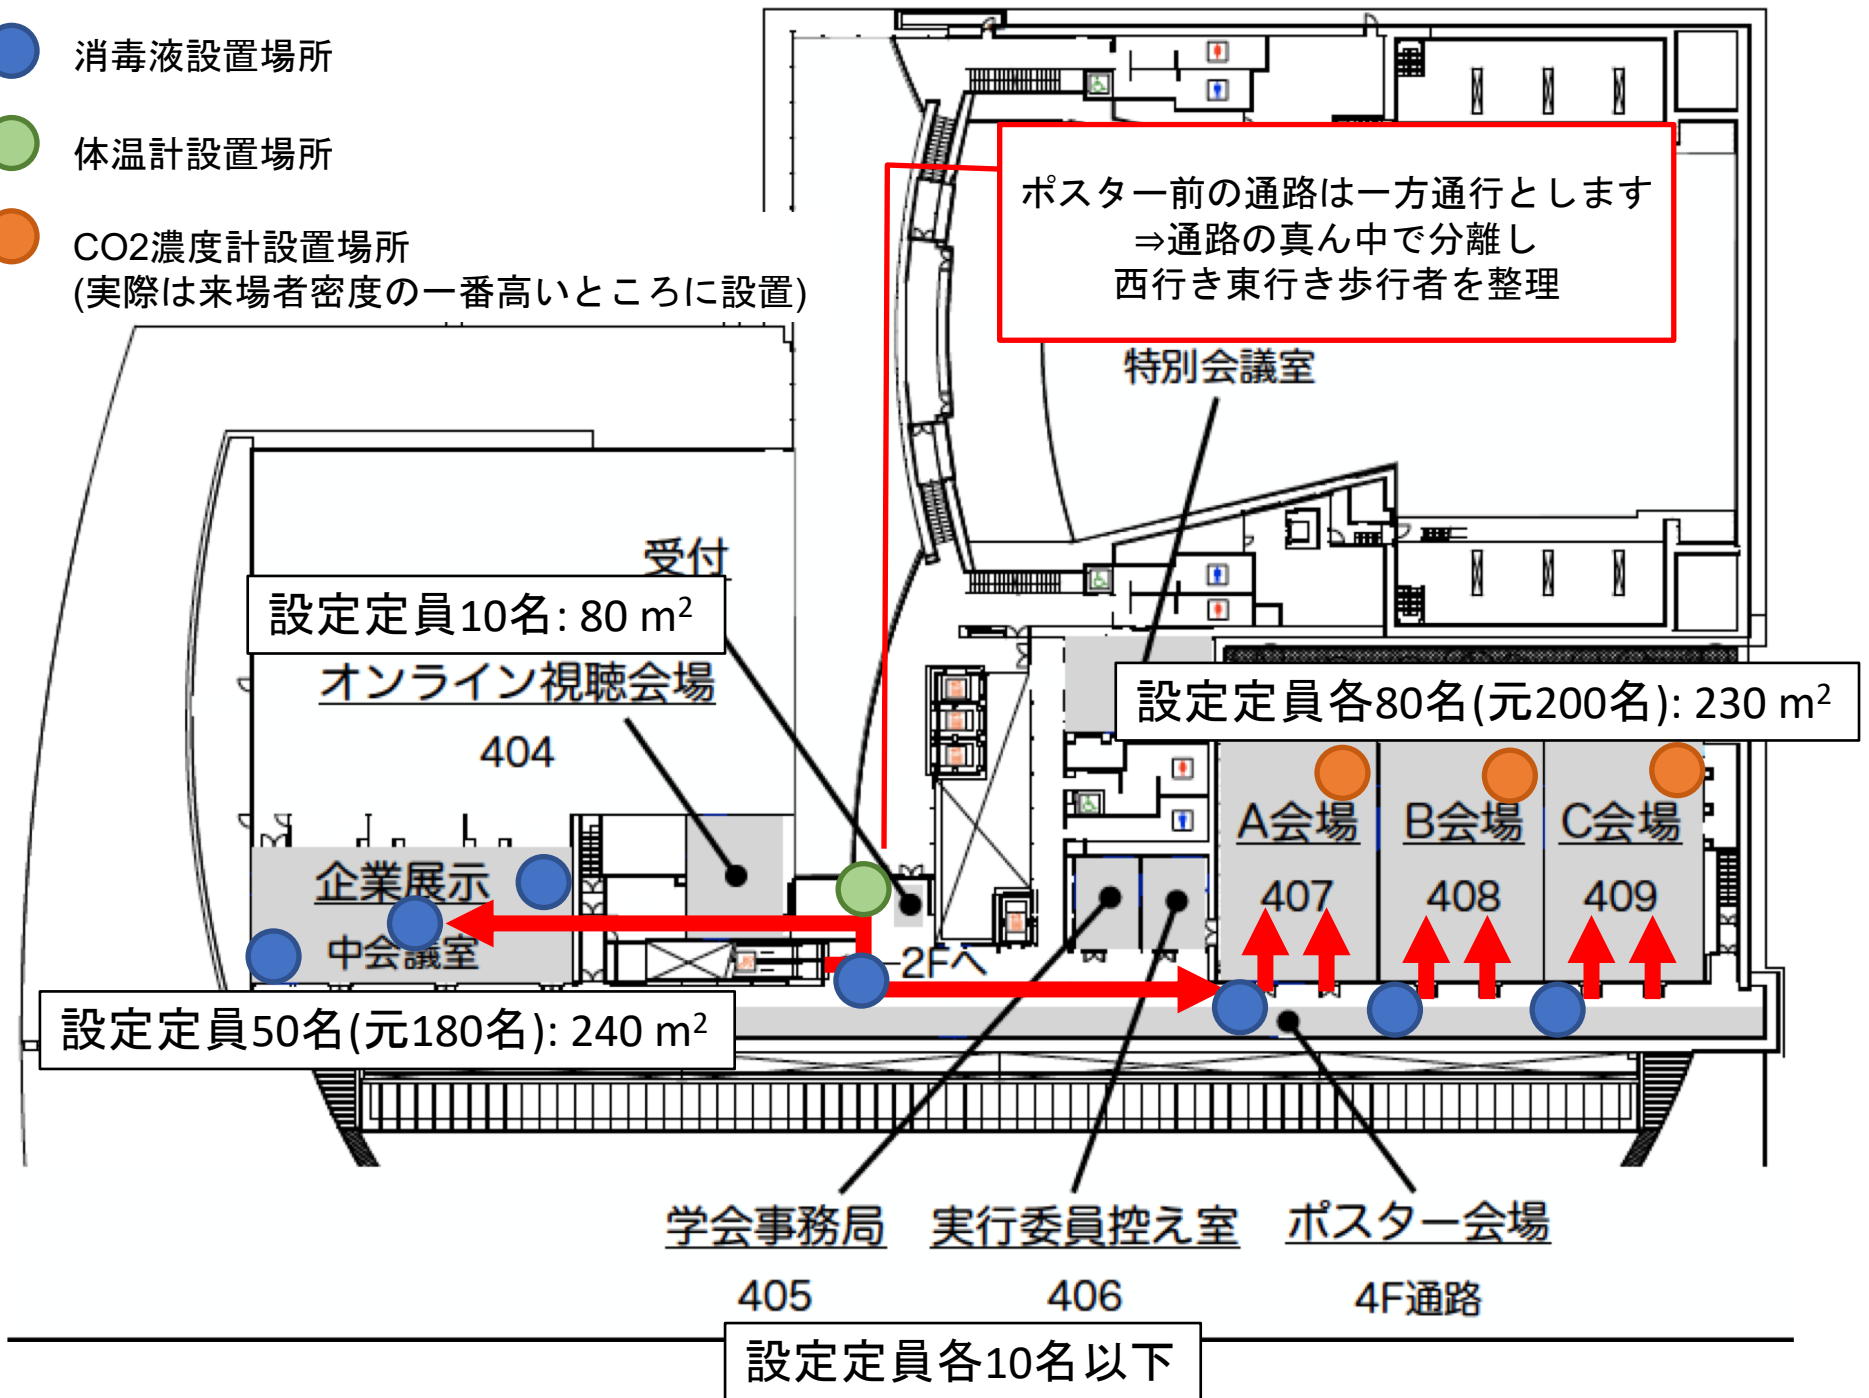 消毒液設置場所
体温計設置場所
CO2濃度計設置場所
(実際は来場者密度の一番高いところに設置)
ポスター前の通路は一方通行とします
⇒通路の真ん中で分離し
西行き東行き歩行者を整理
特別会議室
受付
設定定員10名: 80 m²
オンライン視聴会場
404
設定定員各80名(元200名): 230 m²
A会場
407
B会場
408
C会場
409
企業展示
中会議室
2Fへ
設定定員50名(元180名): 240 m²
学会事務局
405
実行委員控え室
406
ポスター会場
4F通路
設定定員各10名以下